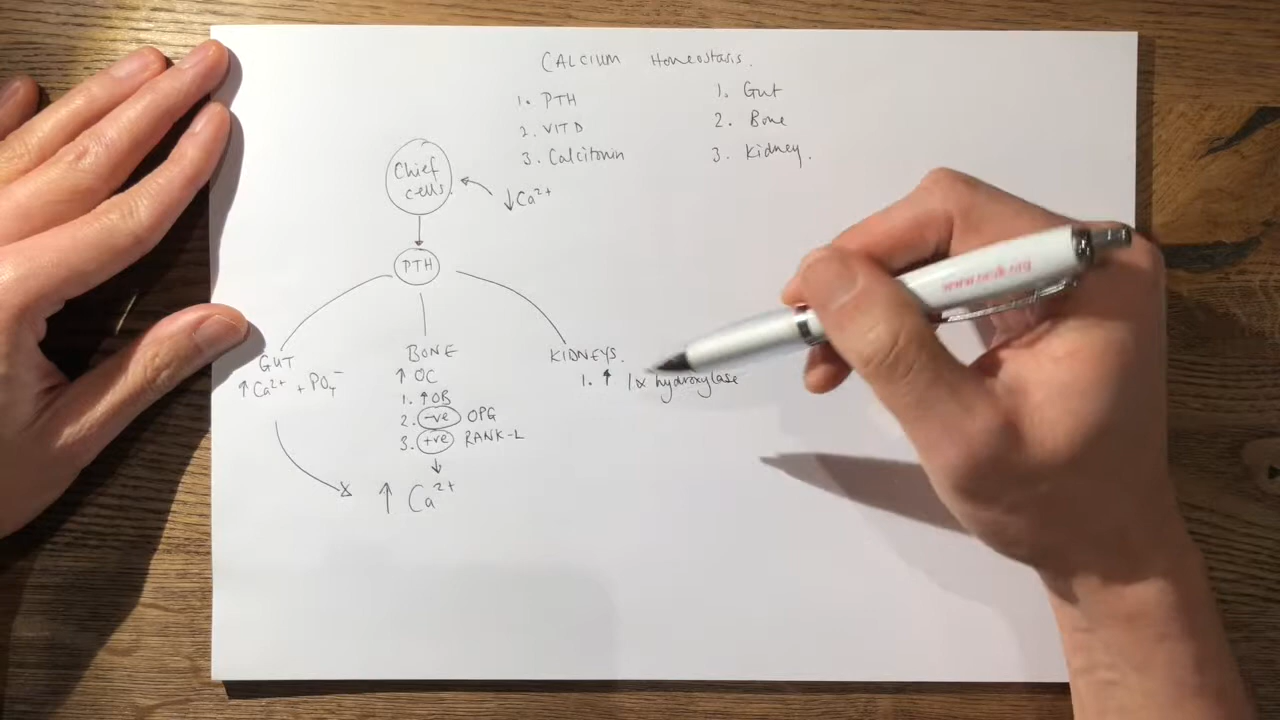 CALCIUM Homeostasis.
1. PTH
2. VIT D
3. Calcitonin
1. Gut
2. Bone
3. Kidney.
Chief
cells.
↓Ca²⁺
PTH
GUT
↑Ca²⁺ + PO₄⁻
BONE
↑ OC
1. ↑OB
2. -ve OPG
3. +ve RANK-L
↑ Ca²⁺
KIDNEYS.
1. ↑ 1α hydroxylase